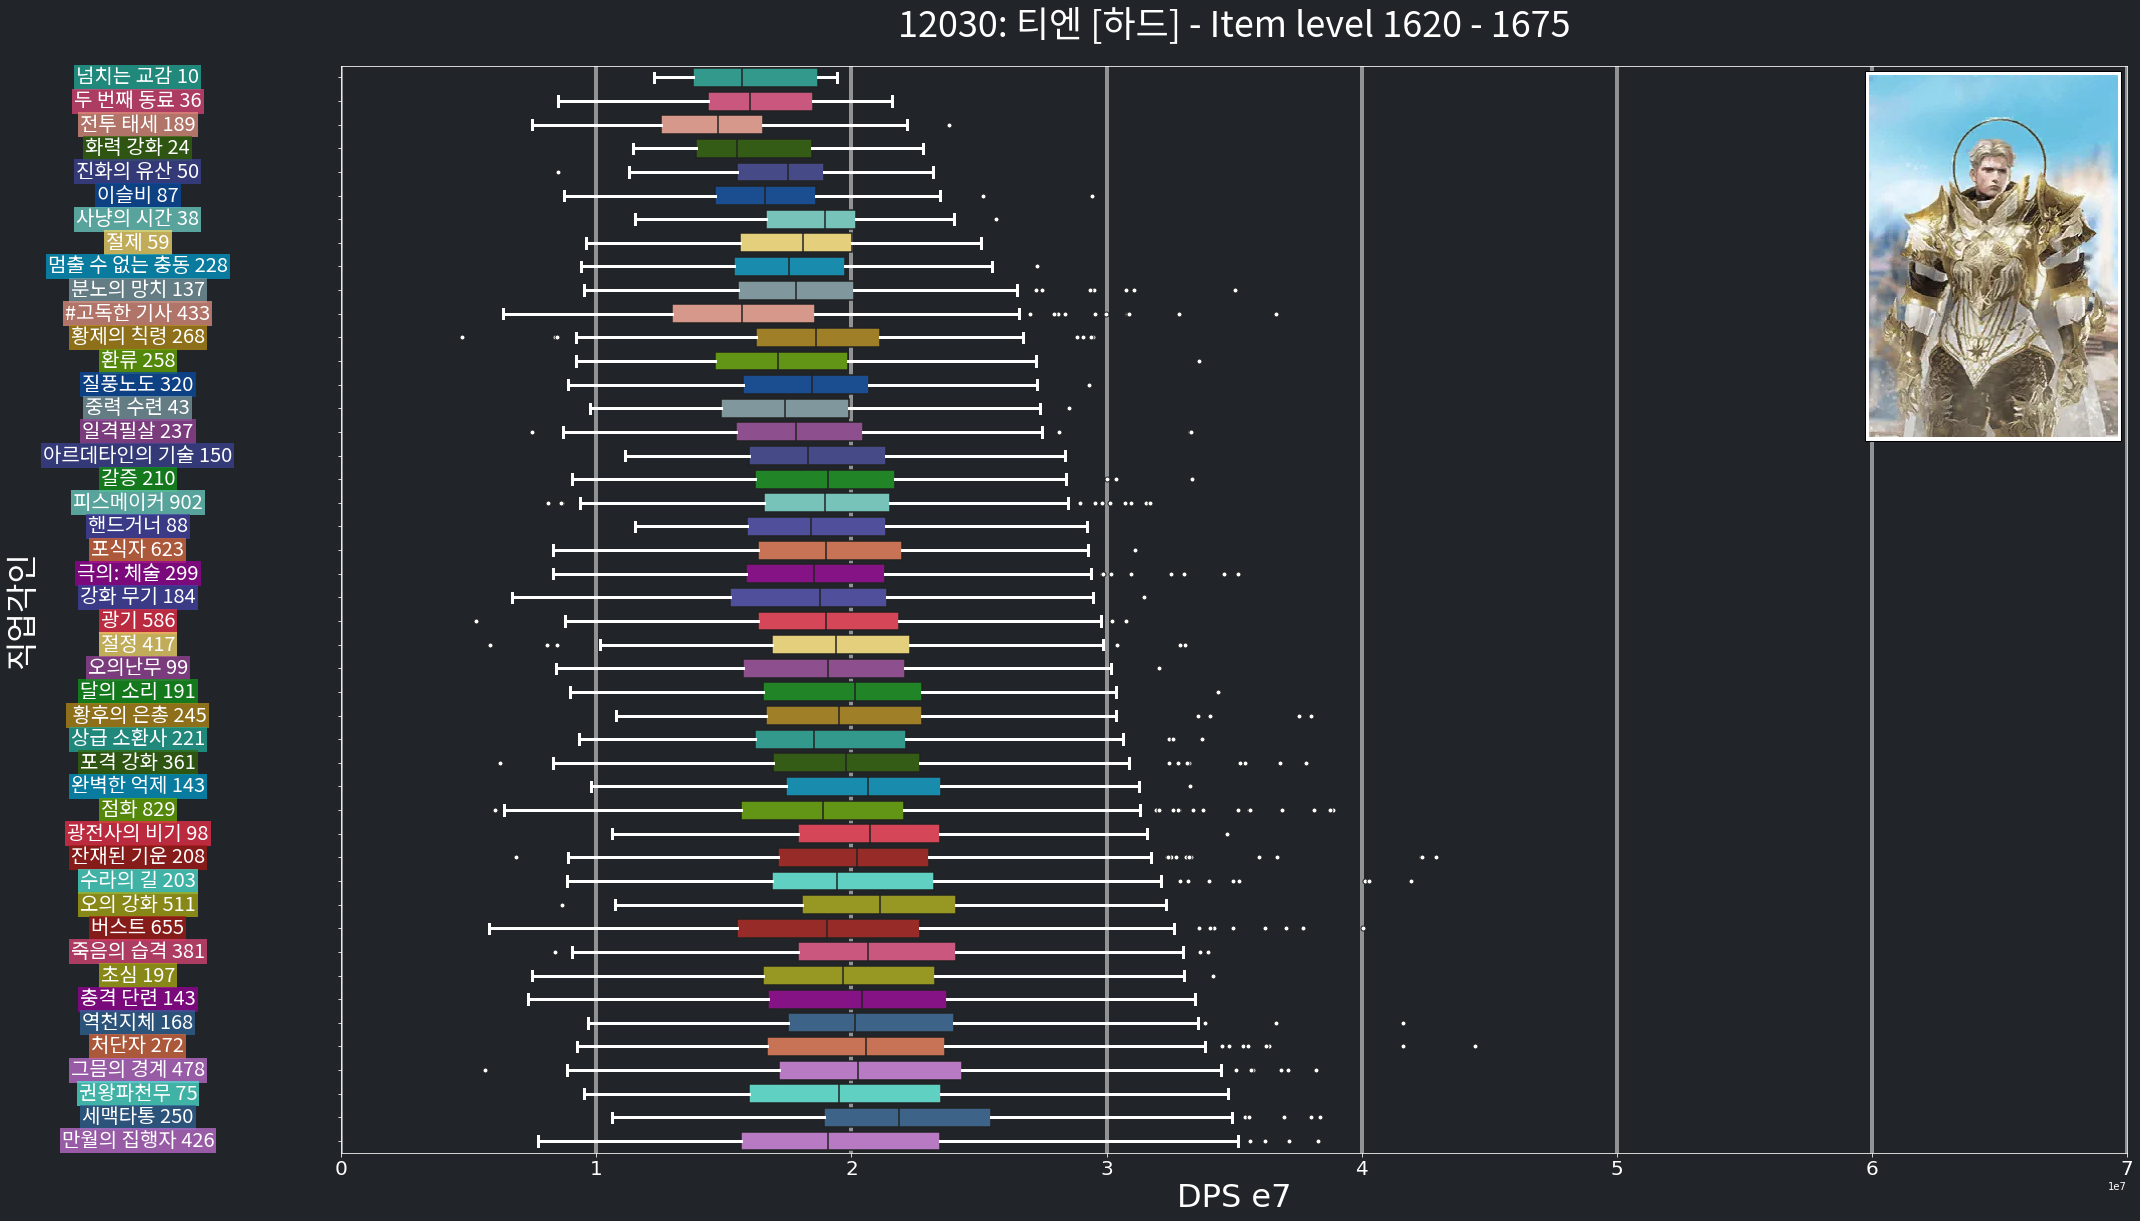 12030: 티엔 [하드] - Item level 1620 - 1675
넘치는 교감 10
두 번째 동료 36
전투 태세 189
화력 강화 24
진화의 유산 50
이슬비 87
사냥의 시간 38
절제 59
멈출 수 없는 충동 228
분노의 망치 137
#고독한 기사 433
황제의 칙령 268
환류 258
질풍노도 320
중력 수련 43
일격필살 237
아르데타인의 기술 150
갈증 210
피스메이커 902
핸드거너 88
포식자 623
극의: 체술 299
강화 무기 184
광기 586
절정 417
오의난무 99
달의 소리 191
황후의 은총 245
상급 소환사 221
포격 강화 361
완벽한 억제 143
점화 829
광전사의 비기 98
잔재된 기운 208
수라의 길 203
오의 강화 511
버스트 655
죽음의 습격 381
초심 197
충격 단련 143
역천지체 168
처단자 272
그믐의 경계 478
권왕파천무 75
세맥타통 250
만월의 집행자 426
직업각인
0 1 2 3 4 5 6 7
DPS e7
1e7